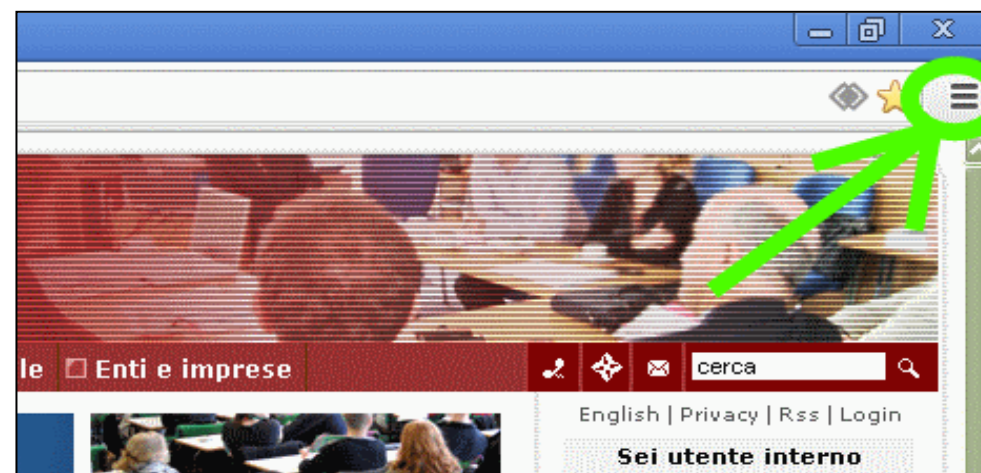 le Enti e imprese
cerca
English | Privacy | Rss | Login
Sei utente interno